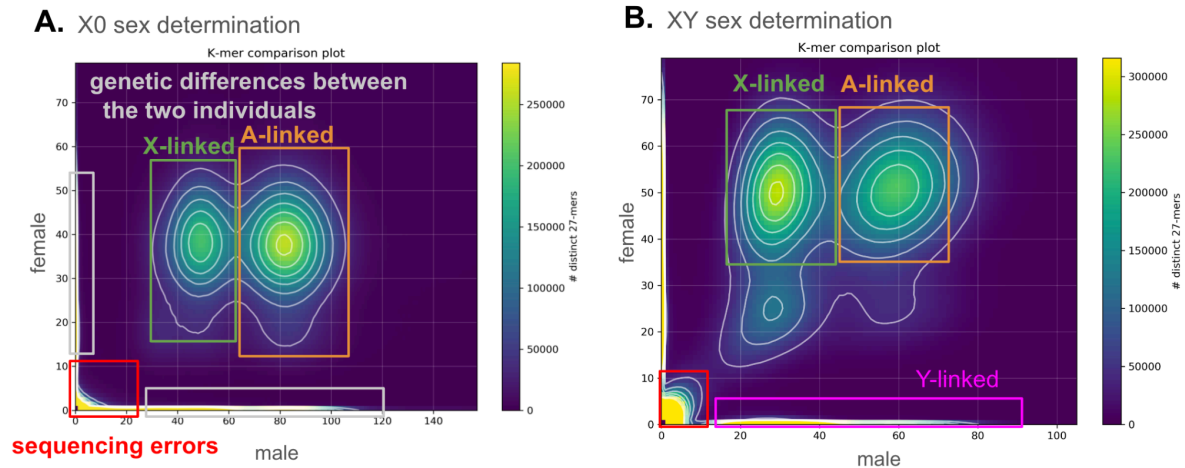 A. X0 sex determination
K-mer comparison plot
genetic differences between
the two individuals
X-linked
A-linked
70
60
50
40
30
20
10
0
female
0
20
40
60
80
100
120
140
male
sequencing errors
250000
200000
150000
100000
50000
0
# distinct 27-mers
B. XY sex determination
K-mer comparison plot
X-linked
A-linked
Y-linked
70
60
50
40
30
20
10
0
female
0
20
40
60
80
100
male
300000
250000
200000
150000
100000
50000
0
# distinct 27-mers